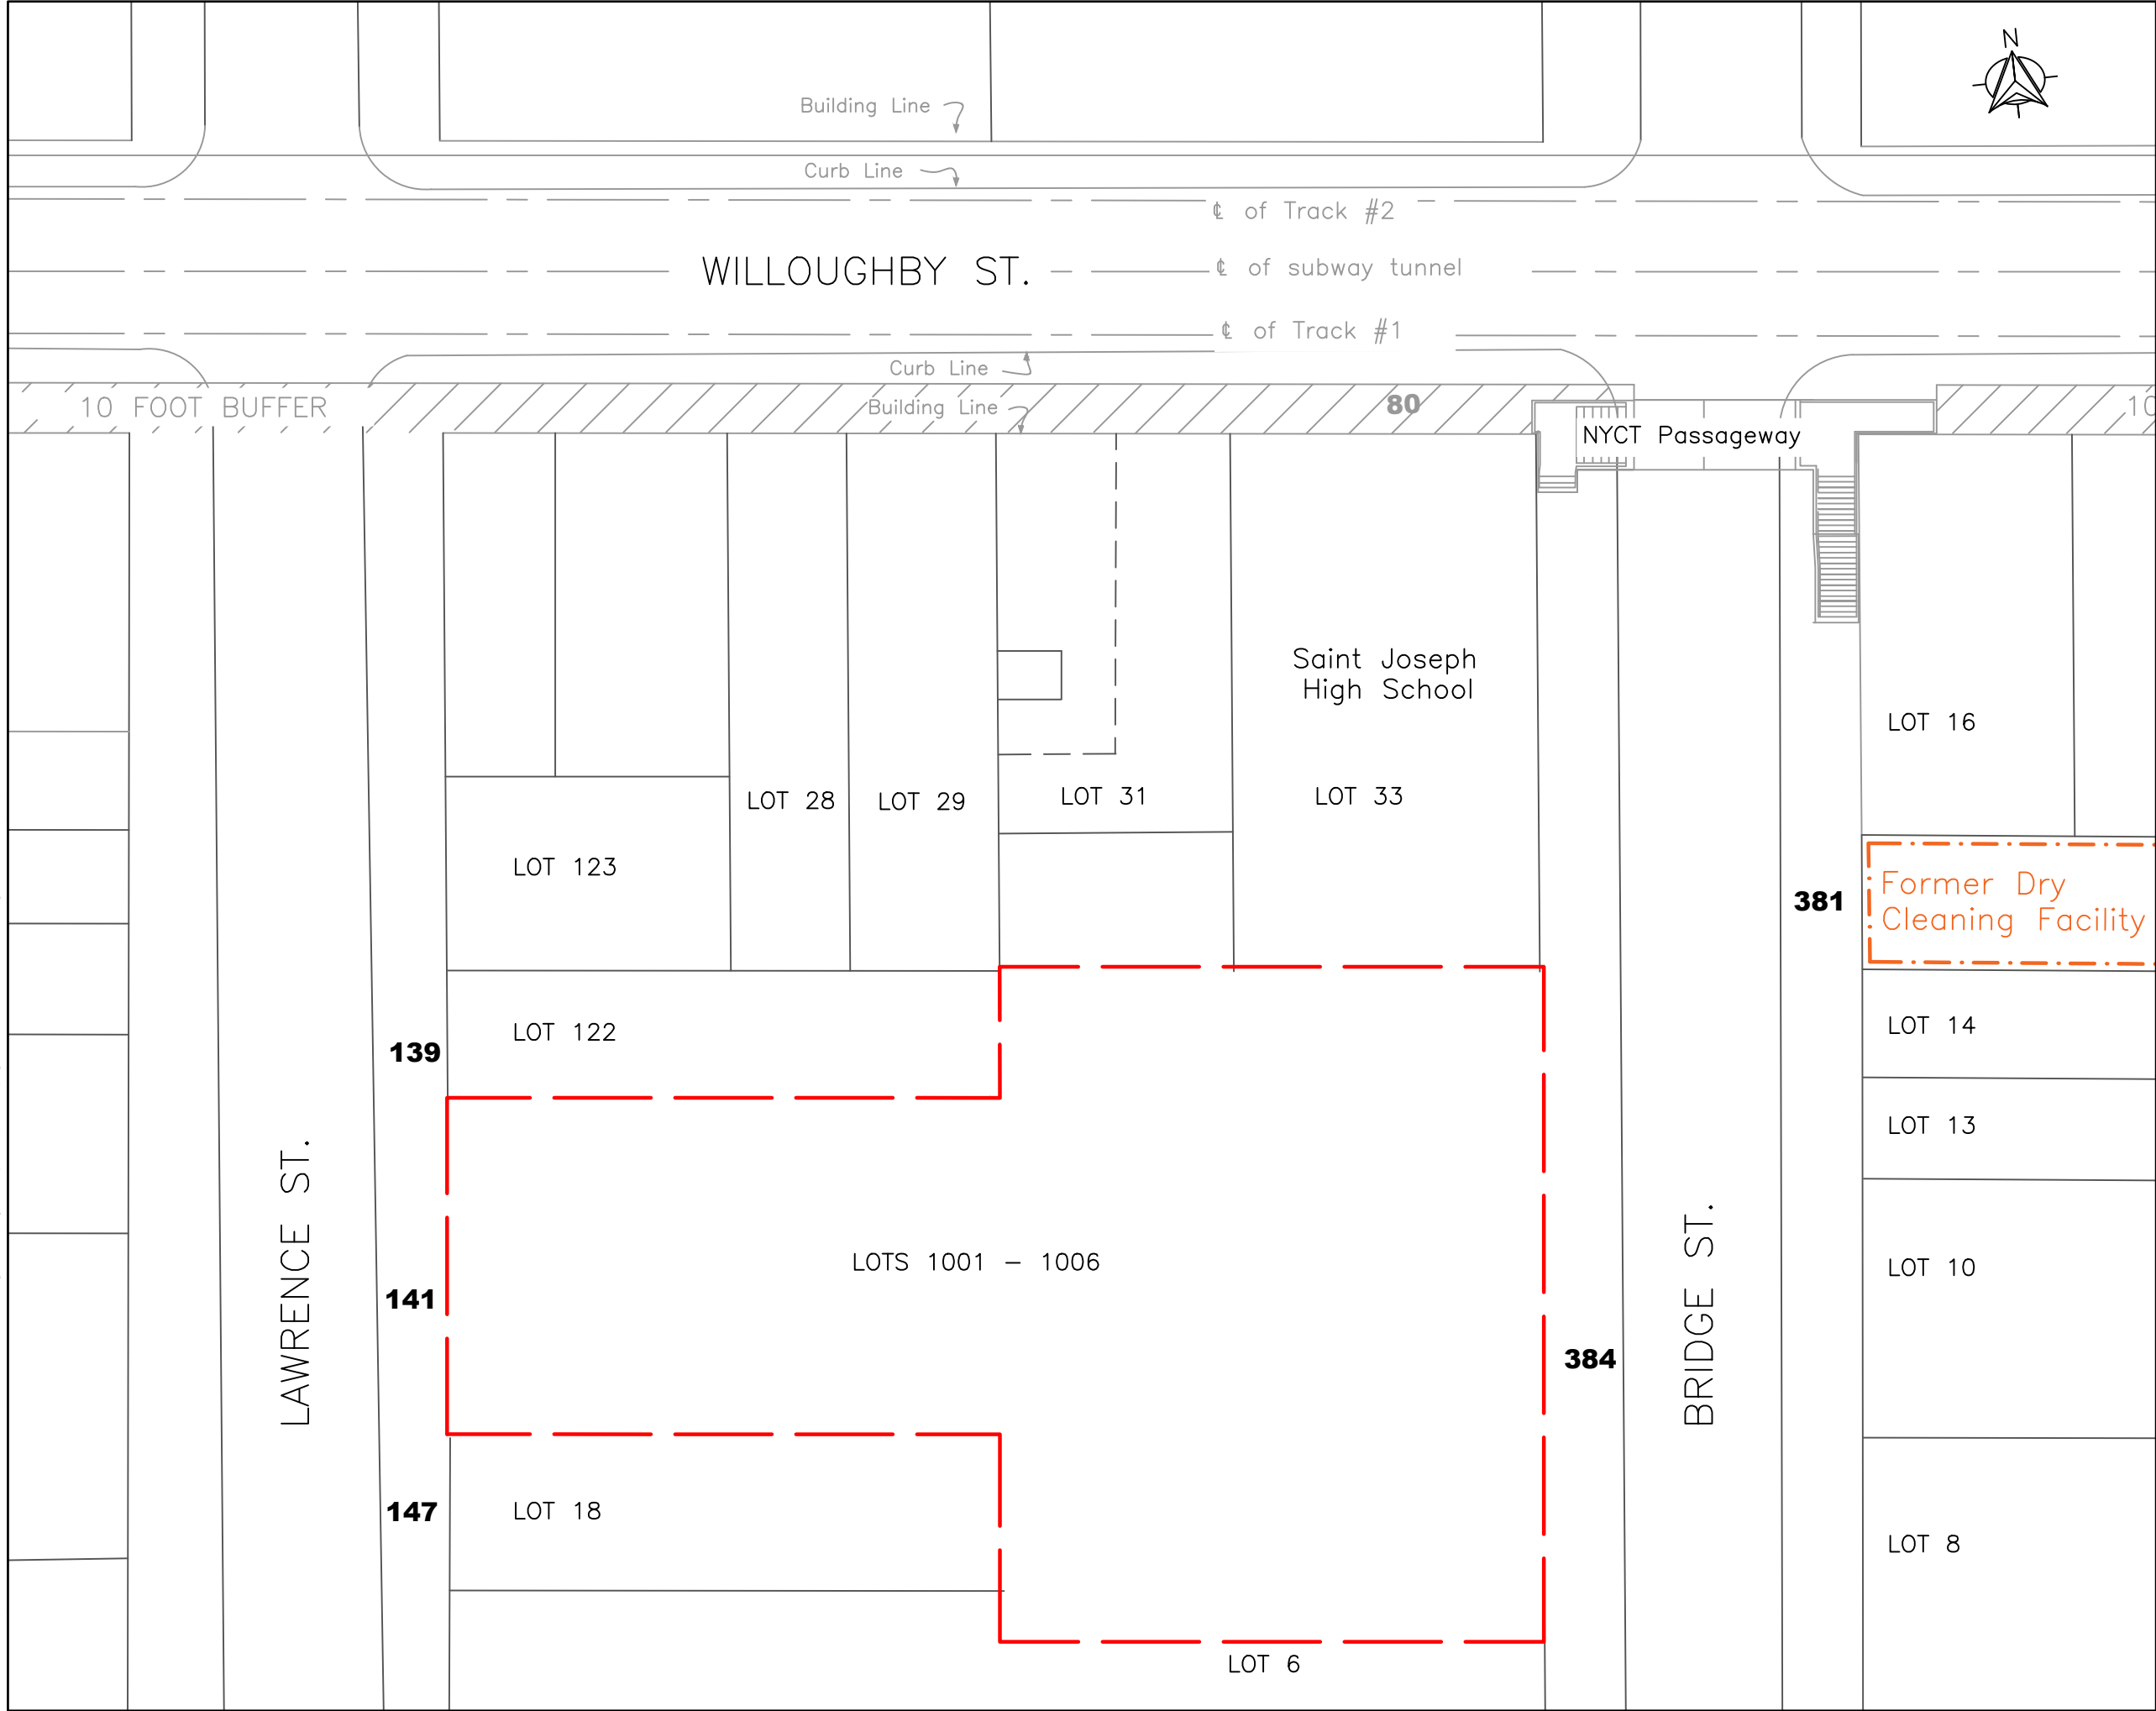 N
Building Line
Curb Line
℄ of Track #2
WILLOUGHBY ST.
℄ of subway tunnel
℄ of Track #1
Curb Line
10 FOOT BUFFER
Building Line
80
10
NYCT Passageway
Saint Joseph
High School
LOT 16
LOT 28
LOT 29
LOT 31
LOT 33
LOT 123
381
Former Dry
Cleaning Facility
LOT 122
139
LOT 14
LOT 13
LAWRENCE ST.
141
LOTS 1001 - 1006
BRIDGE ST.
LOT 10
384
147
LOT 18
LOT 8
LOT 6